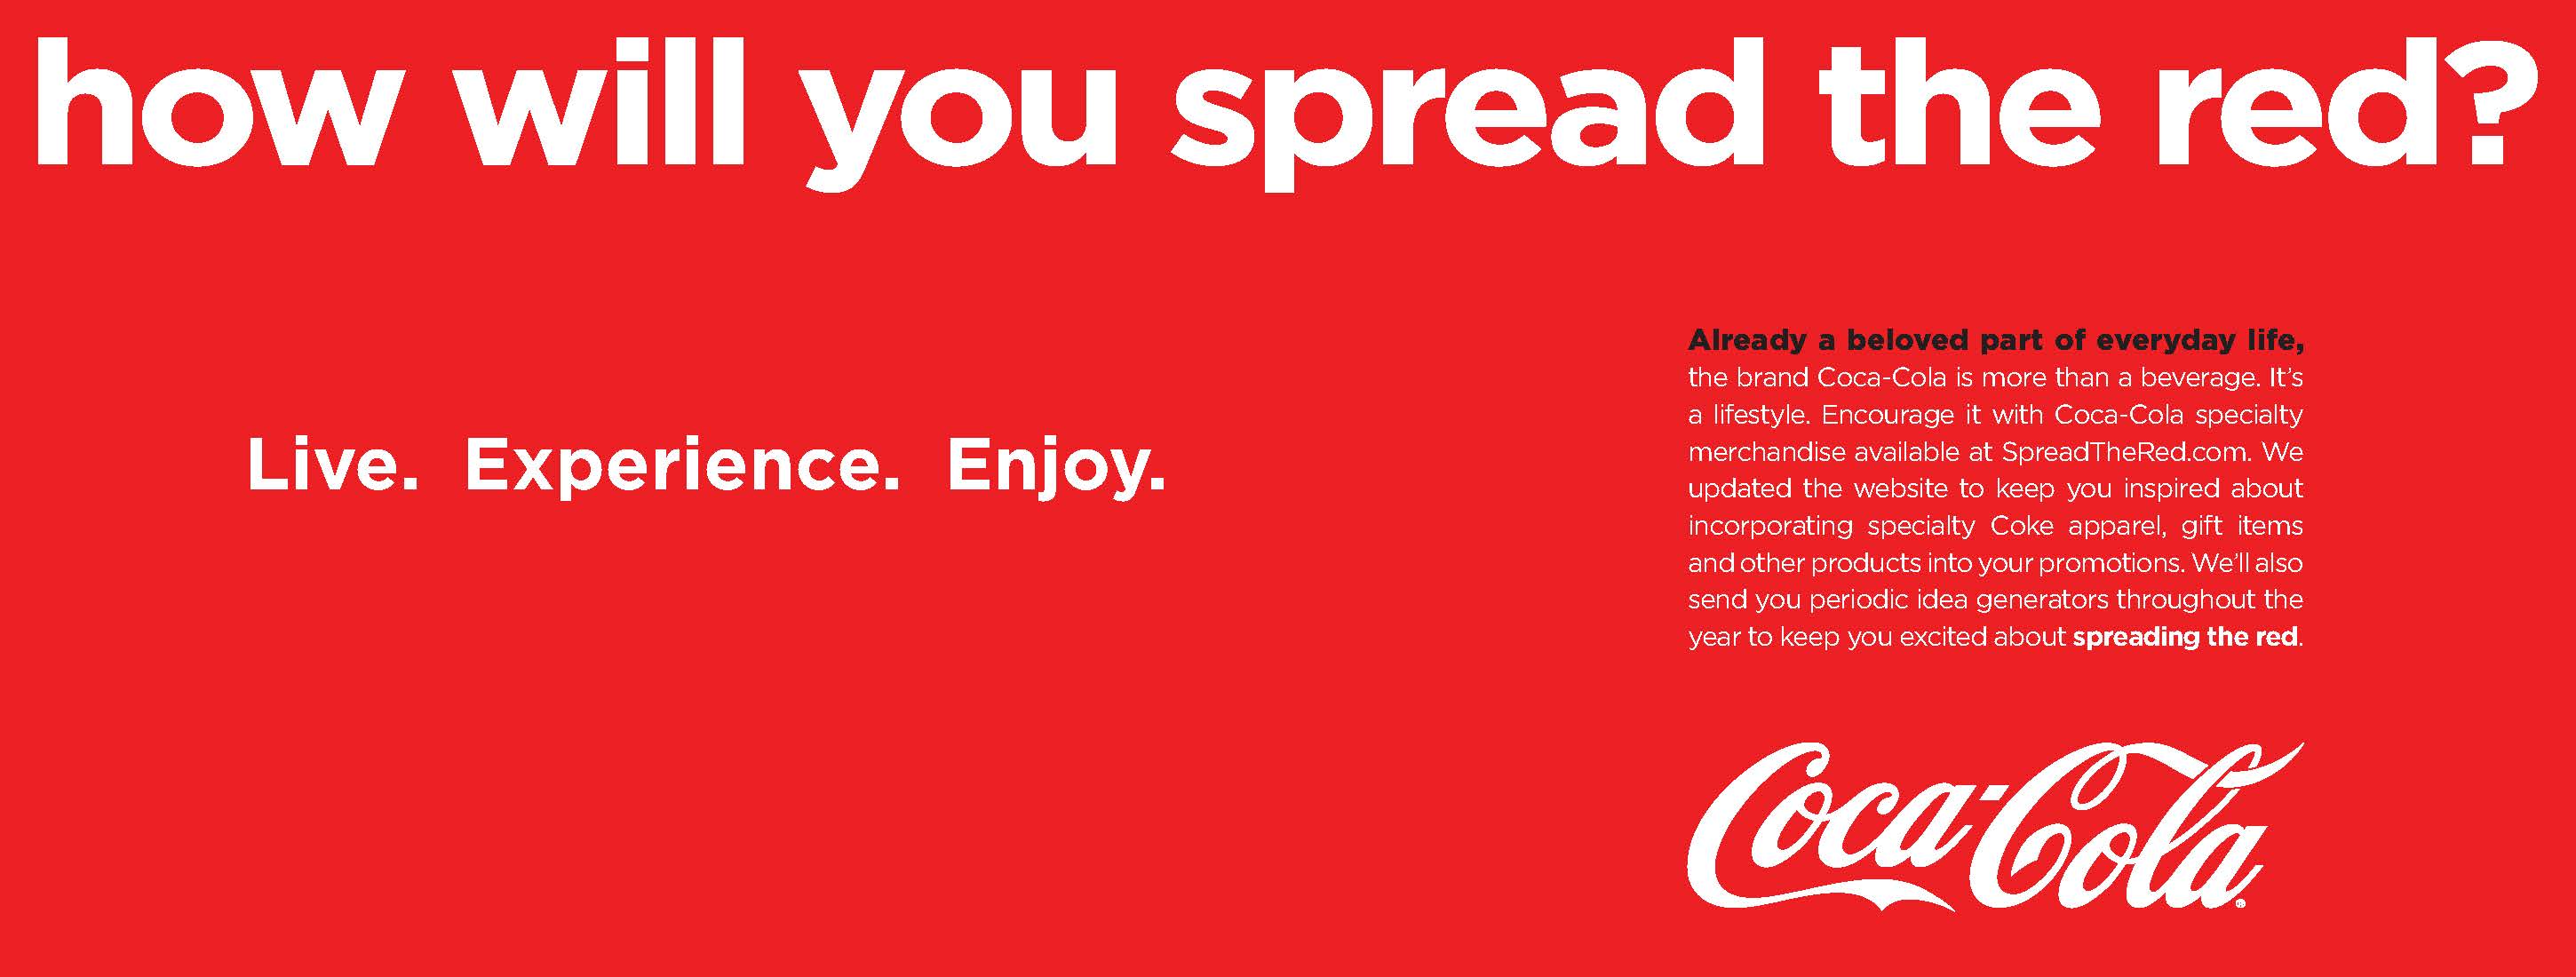 how will you spread the red?
Live. Experience. Enjoy.
Already a beloved part of everyday life,
the brand Coca-Cola is more than a beverage. It's
a lifestyle. Encourage it with Coca-Cola specialty
merchandise available at SpreadTheRed.com. We
updated the website to keep you inspired about
incorporating specialty Coke apparel, gift items
and other products into your promotions. We'll also
send you periodic idea generators throughout the
year to keep you excited about spreading the red.
Coca-Cola®